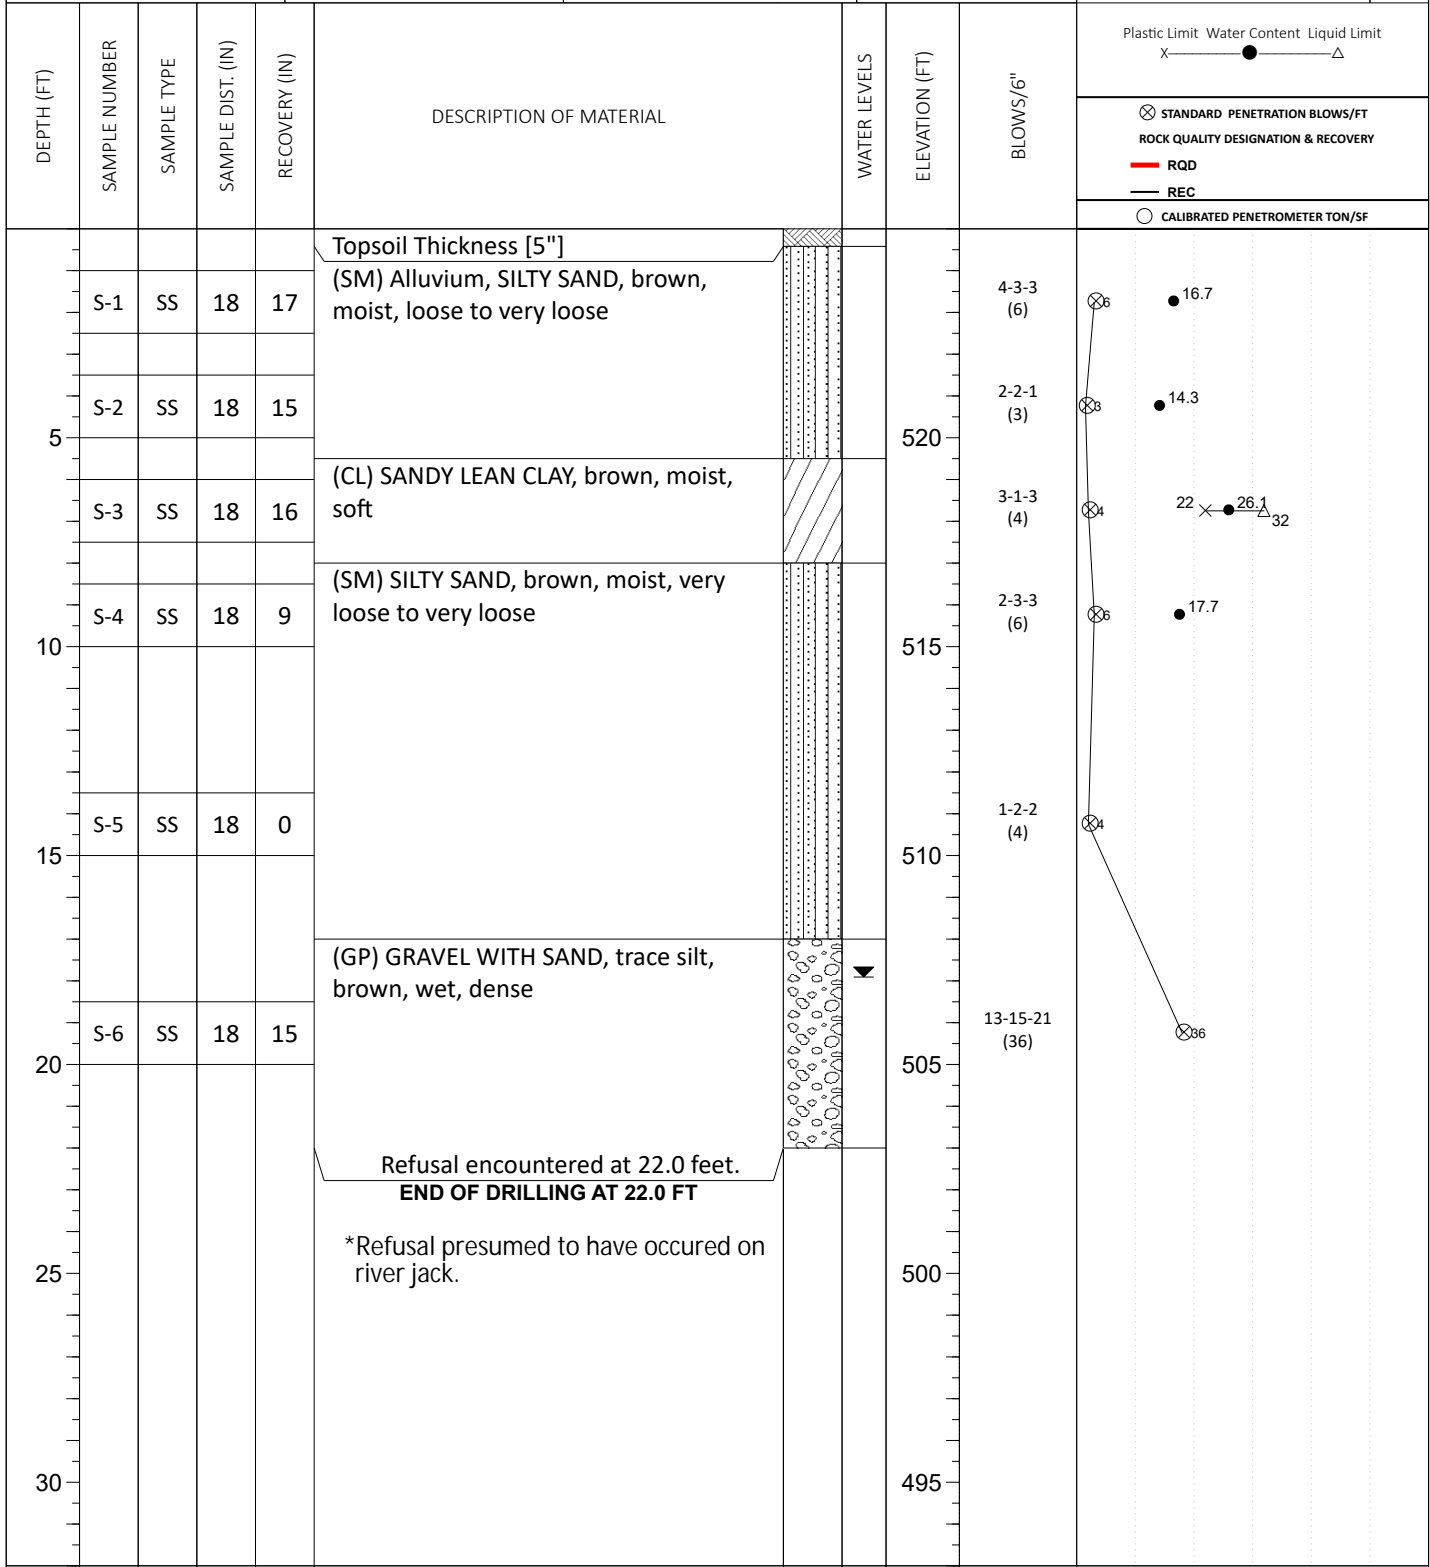 DEPTH (FT)
SAMPLE NUMBER
SAMPLE TYPE
SAMPLE DIST. (IN)
RECOVERY (IN)
DESCRIPTION OF MATERIAL
WATER LEVELS
ELEVATION (FT)
BLOWS/6"
Plastic Limit Water Content Liquid Limit
X
STANDARD PENETRATION BLOWS/FT
ROCK QUALITY DESIGNATION & RECOVERY
RQD
REC
CALIBRATED PENETROMETER TON/SF
Topsoil Thickness [5"]
(SM) Alluvium, SILTY SAND, brown,
moist, loose to very loose
S-1 SS 18 17
4-3-3
(6)
6
16.7
S-2 SS 18 15
2-2-1
(3)
3
14.3
5
520
(CL) SANDY LEAN CLAY, brown, moist,
soft
S-3 SS 18 16
3-1-3
(4)
4
22
26.1
32
(SM) SILTY SAND, brown, moist, very
loose to very loose
S-4 SS 18 9
2-3-3
(6)
6
17.7
10
515
S-5 SS 18 0
1-2-2
(4)
4
15
510
(GP) GRAVEL WITH SAND, trace silt,
brown, wet, dense
S-6 SS 18 15
13-15-21
(36)
36
20
505
Refusal encountered at 22.0 feet.
END OF DRILLING AT 22.0 FT
*Refusal presumed to have occured on
river jack.
25
500
30
495